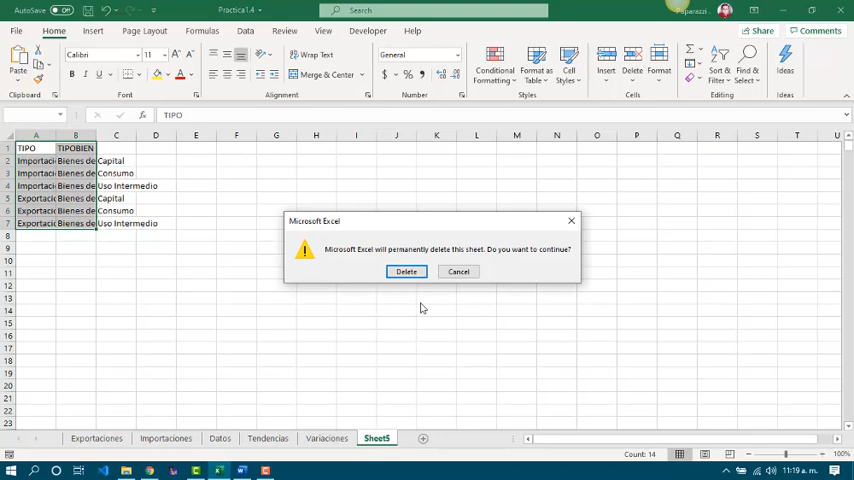 AutoSave Off Practica1.4 Search Paparazzi .
File Home Insert Page Layout Formulas Data Review View Developer Help Share Comments
Calibri 11 A A Wrap Text General
Paste B I U A Merge & Center $ % Conditional Formatting Format as Table Cell Styles Insert Delete Format Sort & Filter Find & Select Ideas
Clipboard Font Alignment Number Styles Cells Editing Ideas
fx TIPO
A B C D E F G H I J K L M N O P Q R S T U
1 TIPO TIPOBIEN
2 Importaci Bienes de Capital
3 Importaci Bienes de Consumo
4 Importaci Bienes de Uso Intermedio
5 Exportaci Bienes de Capital
6 Exportaci Bienes de Consumo
7 Exportaci Bienes de Uso Intermedio
8
9
10
11
12
13
14
15
16
17
18
19
20
21
22
23
Microsoft Excel
Microsoft Excel will permanently delete this sheet. Do you want to continue?
Delete Cancel
Exportaciones Importaciones Datos Tendencias Variaciones Sheet5
Count: 14 100%
11:19 a. m.